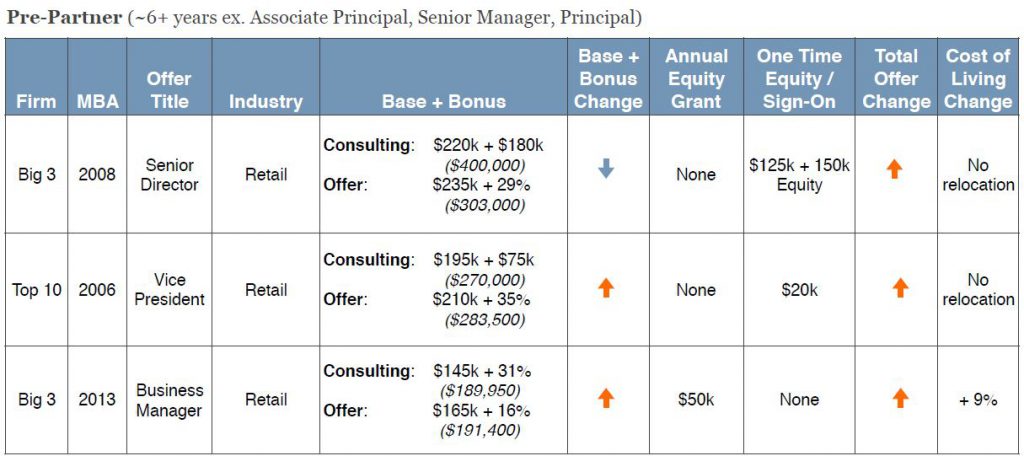 Pre-Partner (~6+ years ex. Associate Principal, Senior Manager, Principal)
Firm
MBA
Offer
Title
Industry
Base + Bonus
Base +
Bonus
Change
Annual
Equity
Grant
One Time
Equity /
Sign-On
Total
Offer
Change
Cost of
Living
Change
Big 3
2008
Senior
Director
Retail
Consulting: $220k + $180k
($400,000)
Offer: $235k + 29%
($303,000)
None
$125k + 150k
Equity
No
relocation
Top 10
2006
Vice
President
Retail
Consulting: $195k + $75k
($270,000)
Offer: $210k + 35%
($283,500)
None
$20k
No
relocation
Big 3
2013
Business
Manager
Retail
Consulting: $145k + 31%
($189,950)
Offer: $165k + 16%
($191,400)
$50k
None
+ 9%